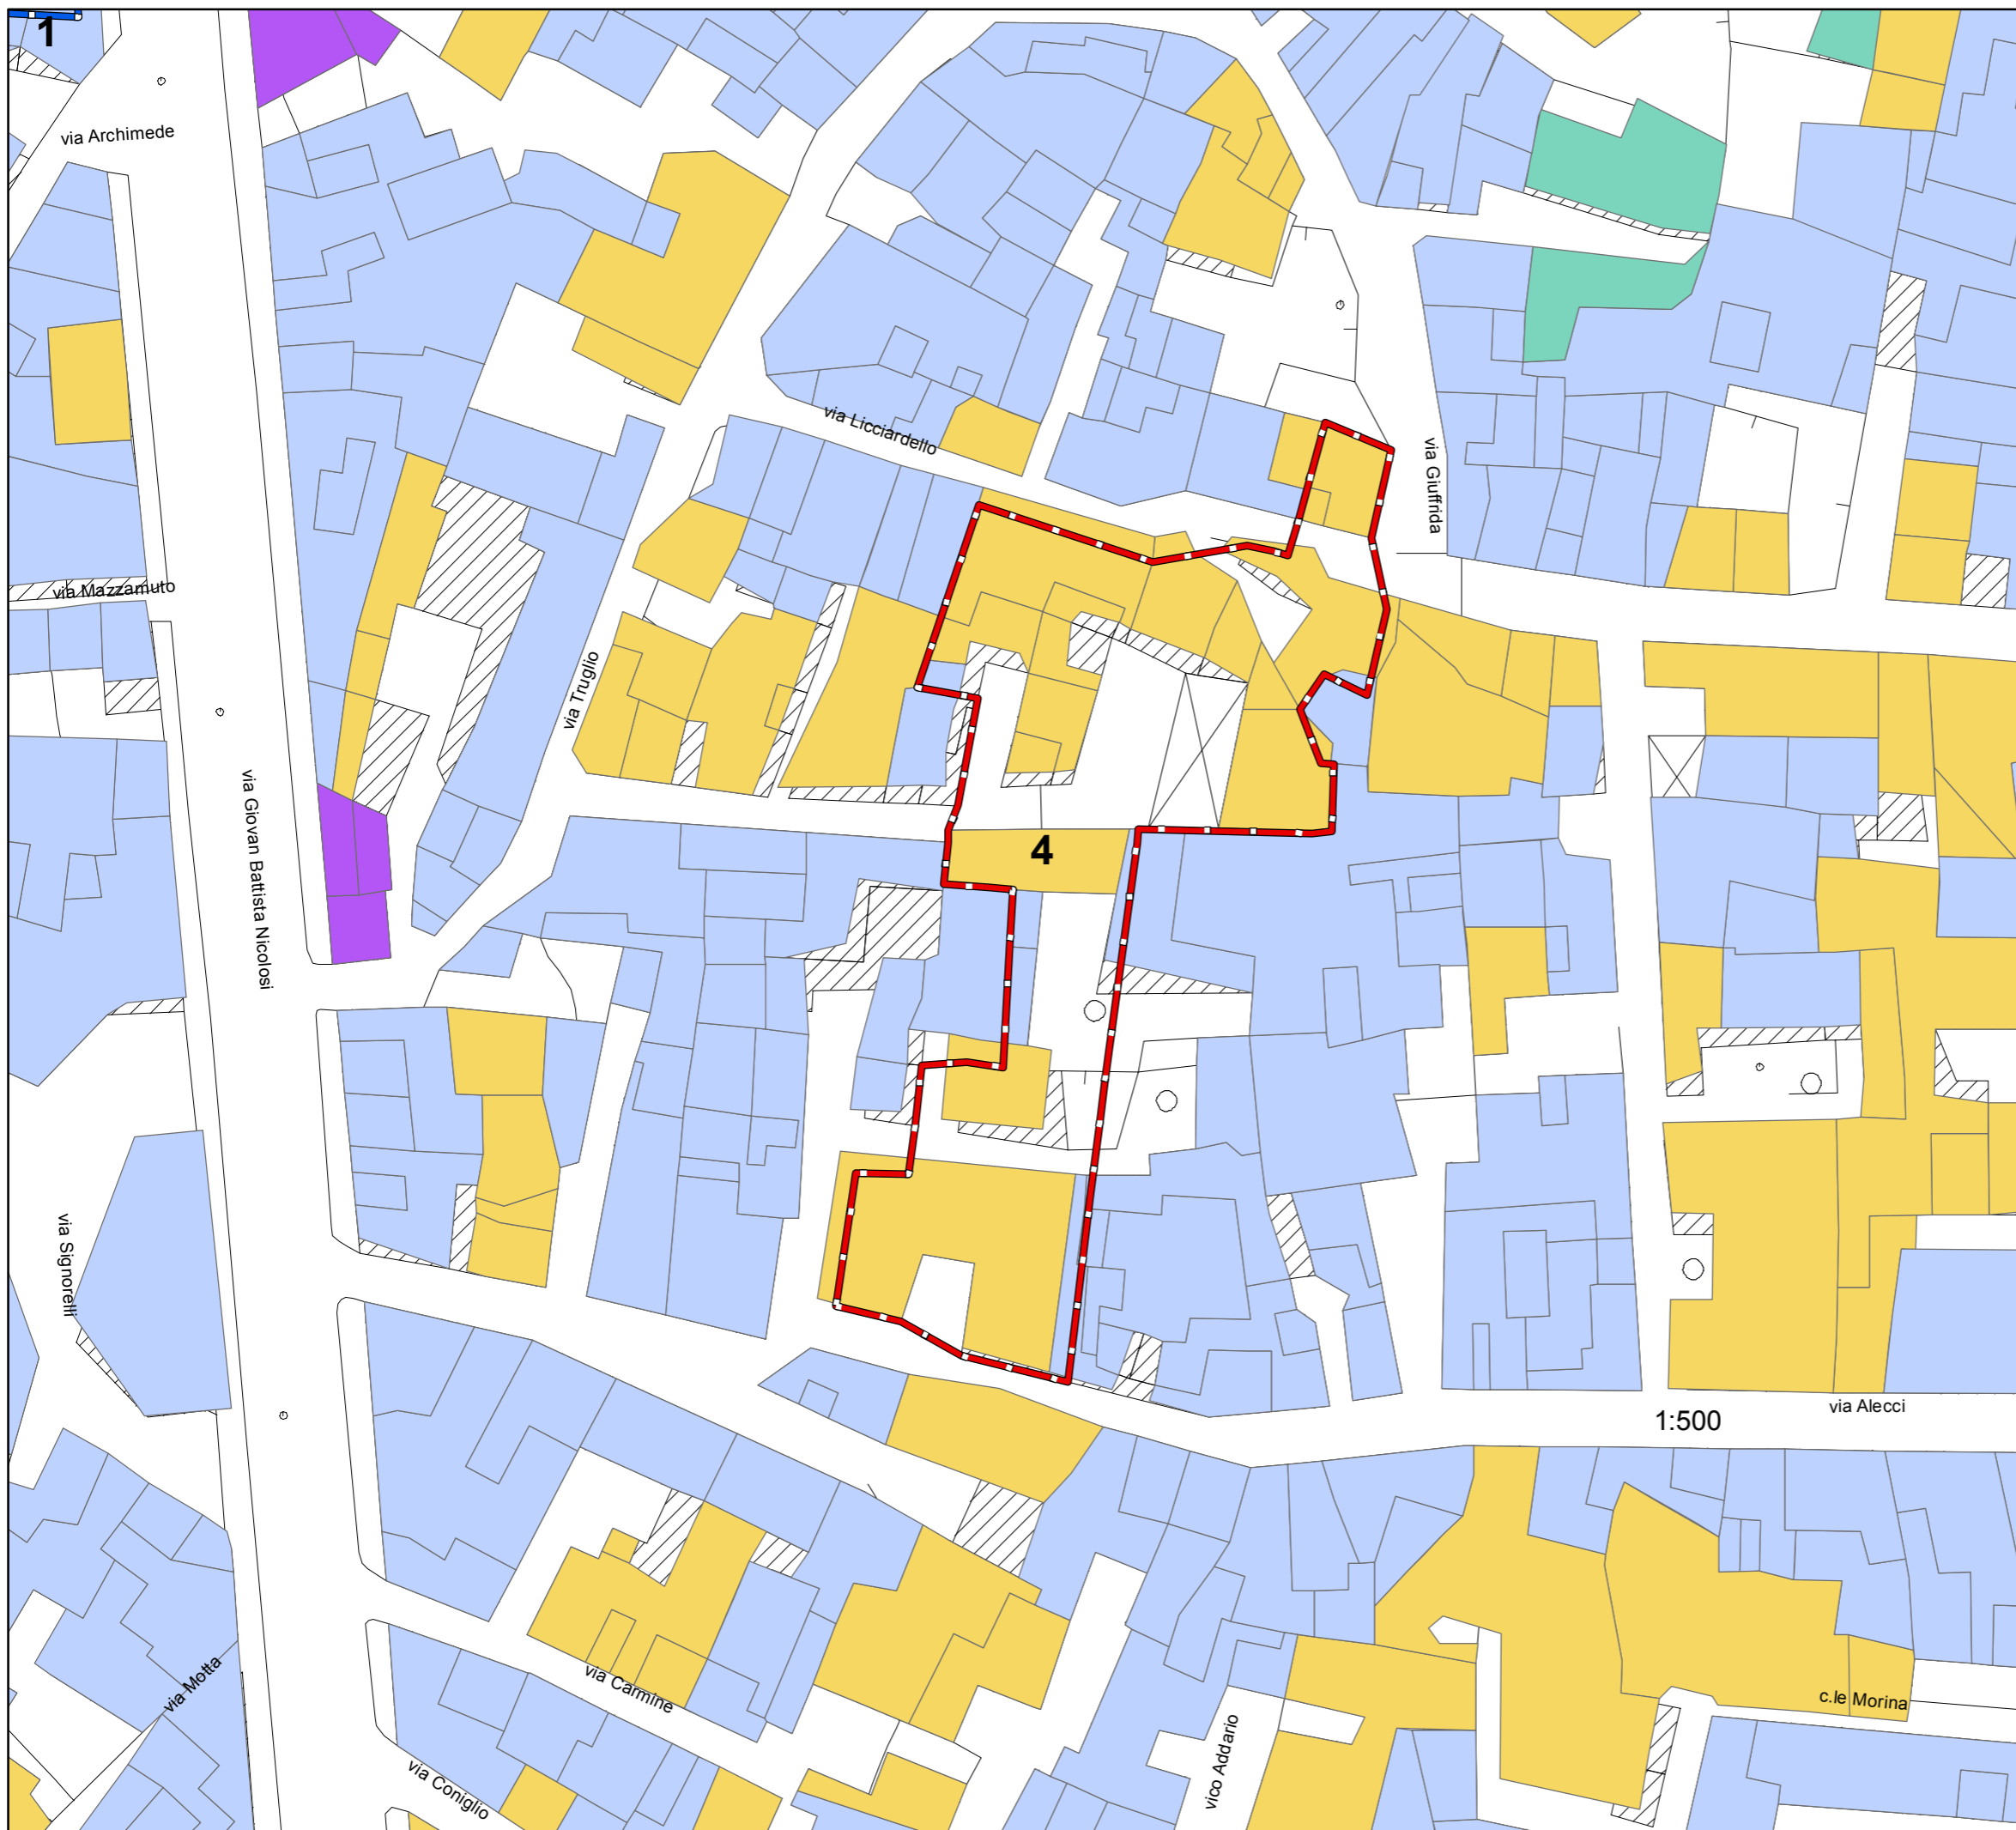 1
via Archimede
via Licciardello
via Giuffrida
via Mazzamuto
via Truglio
via Giovan Battista Nicolosi
4
via Signorelli
via Alecci
1:500
via Motta
via Carmine
c.le Morina
vico Addario
via Coniglio